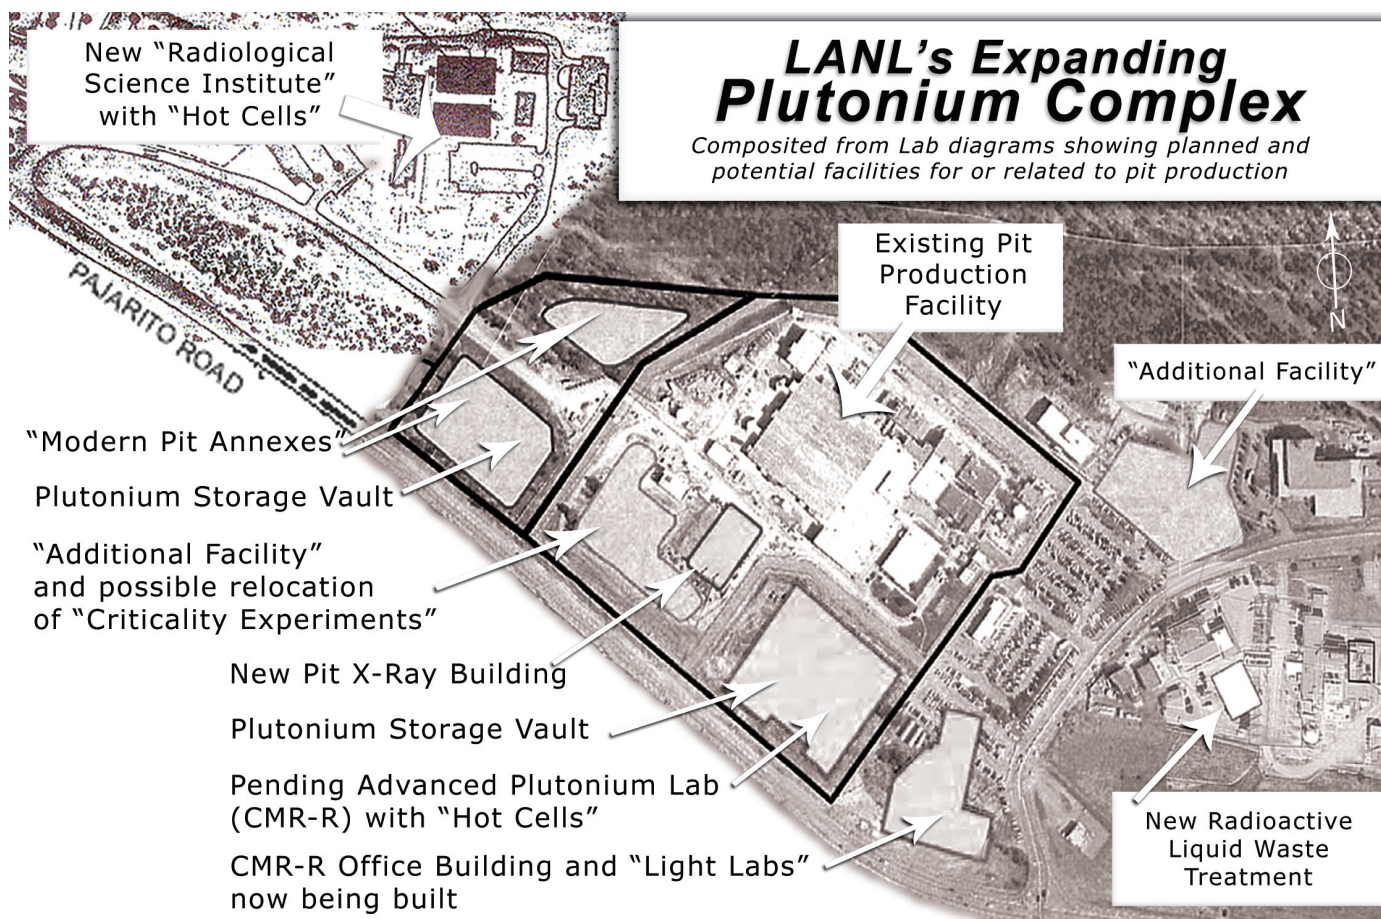 LANL's Expanding
Plutonium Complex
Composited from Lab diagrams showing planned and
potential facilities for or related to pit production
New “Radiological
Science Institute”
with “Hot Cells”
Existing Pit
Production
Facility
N
“Additional Facility”
PAJARITO ROAD
“Modern Pit Annexes”
Plutonium Storage Vault
“Additional Facility”
and possible relocation
of “Criticality Experiments”
New Pit X-Ray Building
Plutonium Storage Vault
Pending Advanced Plutonium Lab
(CMR-R) with “Hot Cells”
CMR-R Office Building and “Light Labs”
now being built
New Radioactive
Liquid Waste
Treatment